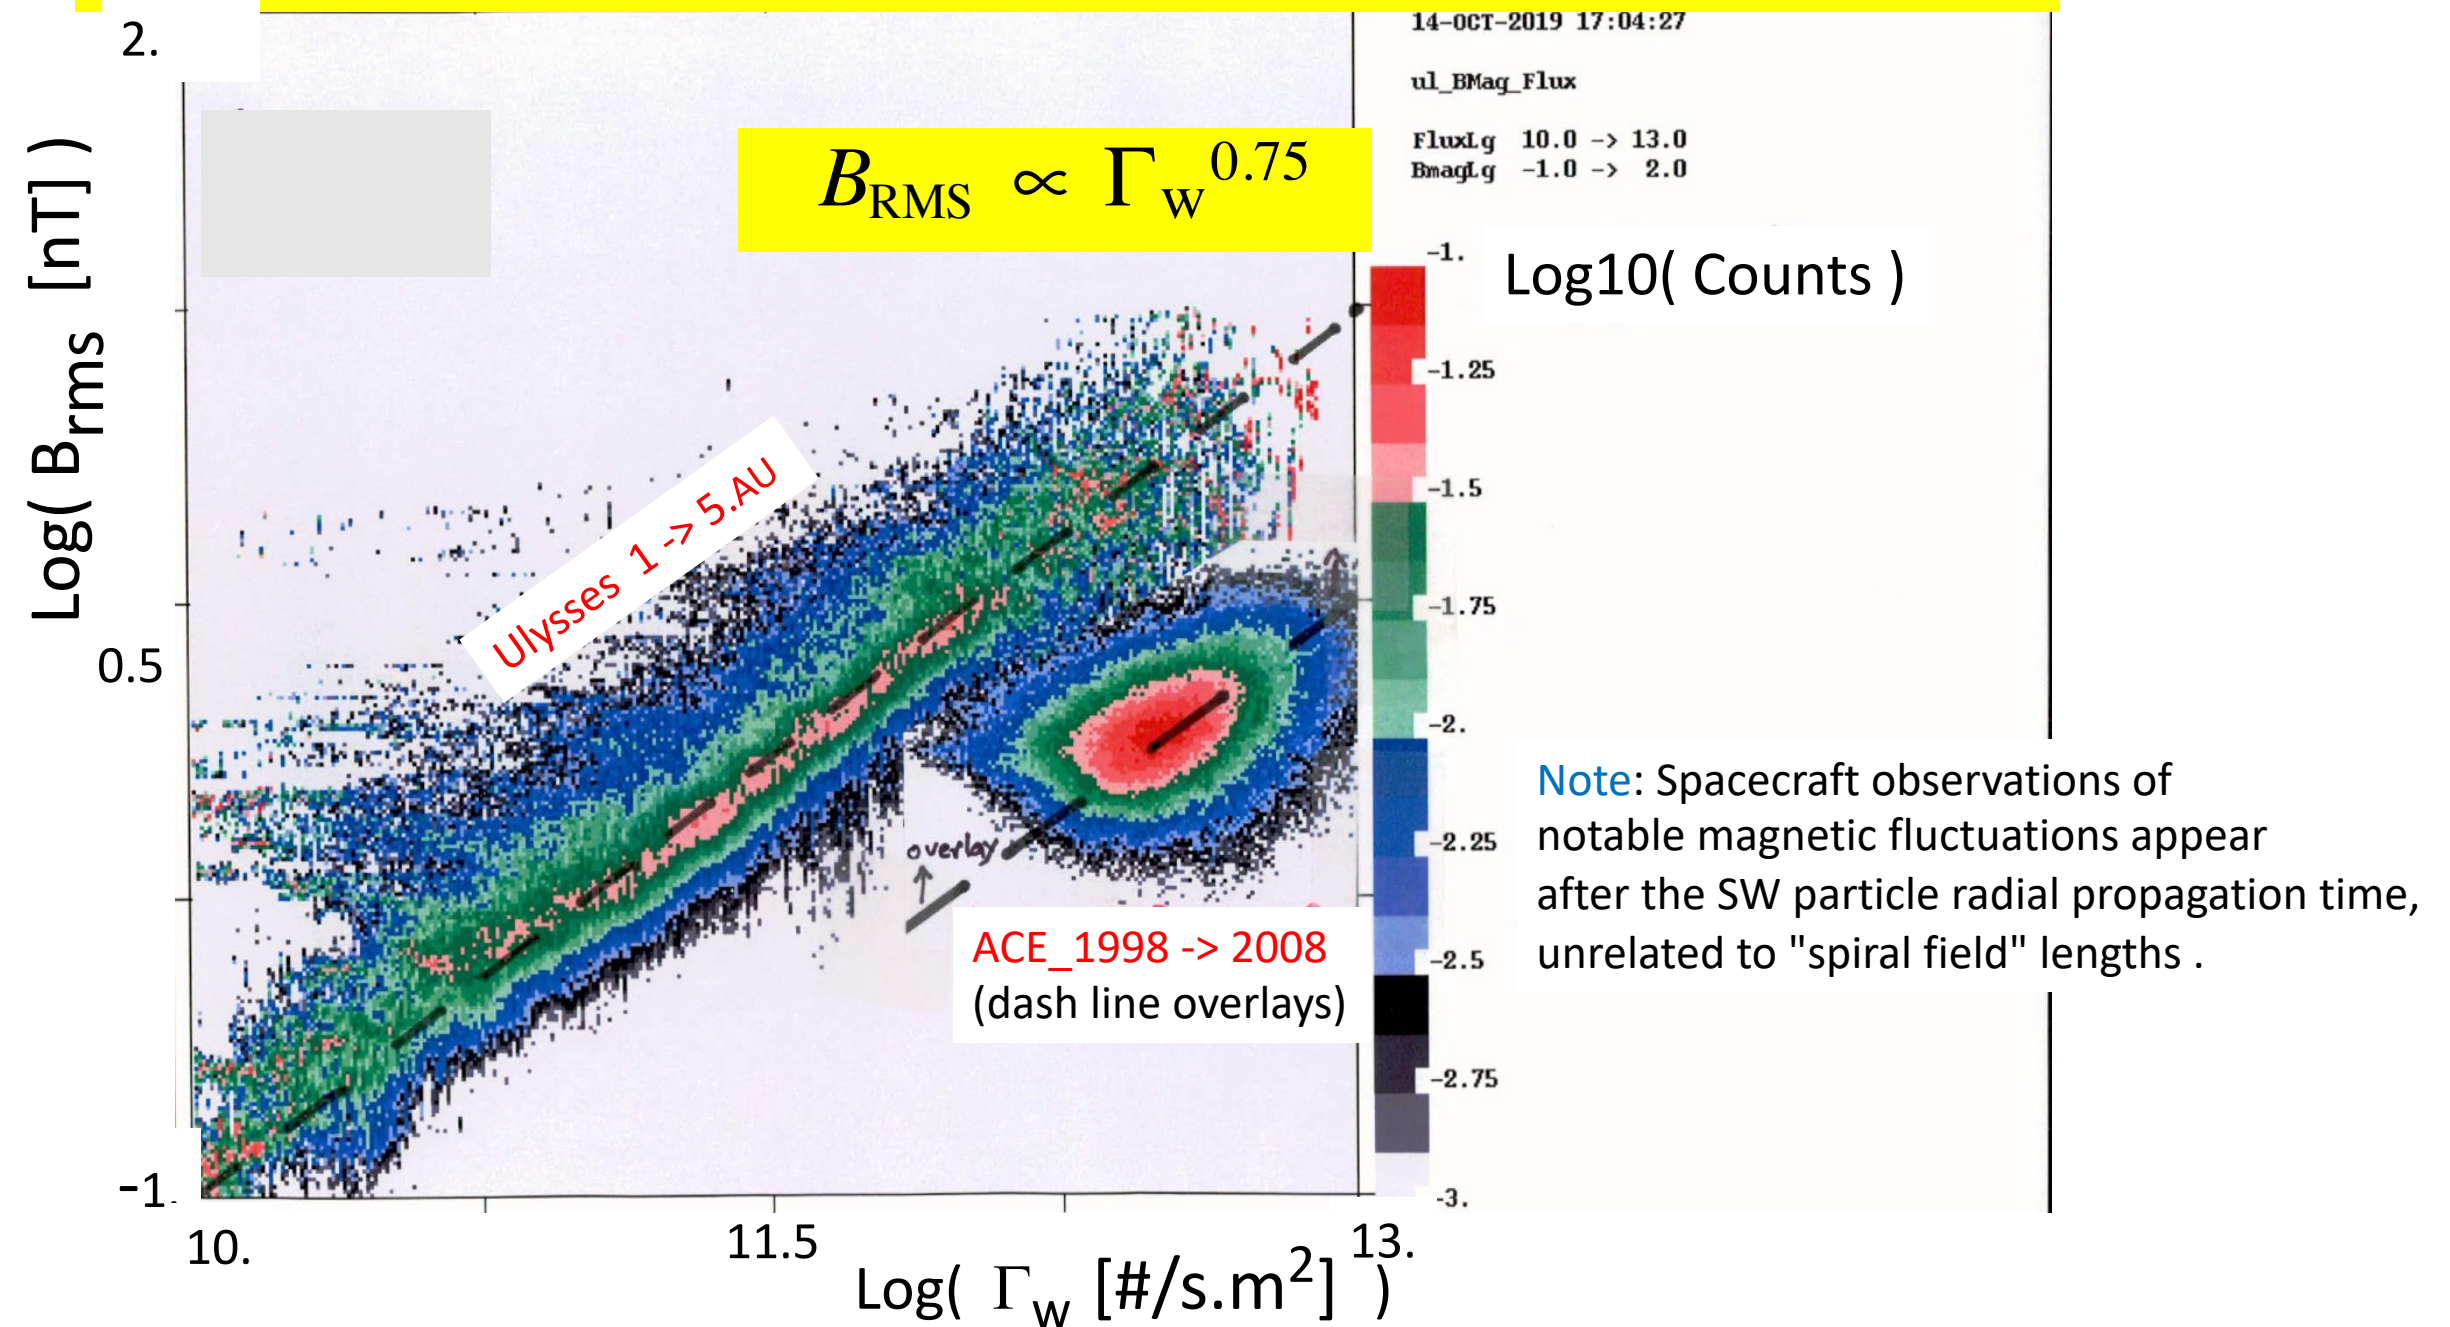 2.
14-OCT-2019 17:04:27
ul_BMag_Flux
FluxLg 10.0 -> 13.0
BmagLg -1.0 -> 2.0
B_RMS ∝ Γ_w^0.75
Log10( Counts )
-1.
-1.25
-1.5
-1.75
-2.
-2.25
-2.5
-2.75
-3.
Log( B_rms [nT] )
Ulysses 1 -> 5.AU
0.5
overlay
ACE_1998 -> 2008
(dash line overlays)
Note: Spacecraft observations of
notable magnetic fluctuations appear
after the SW particle radial propagation time,
unrelated to "spiral field" lengths .
-1.
10.
11.5
13.
Log( Γ_w [#/s.m²] )